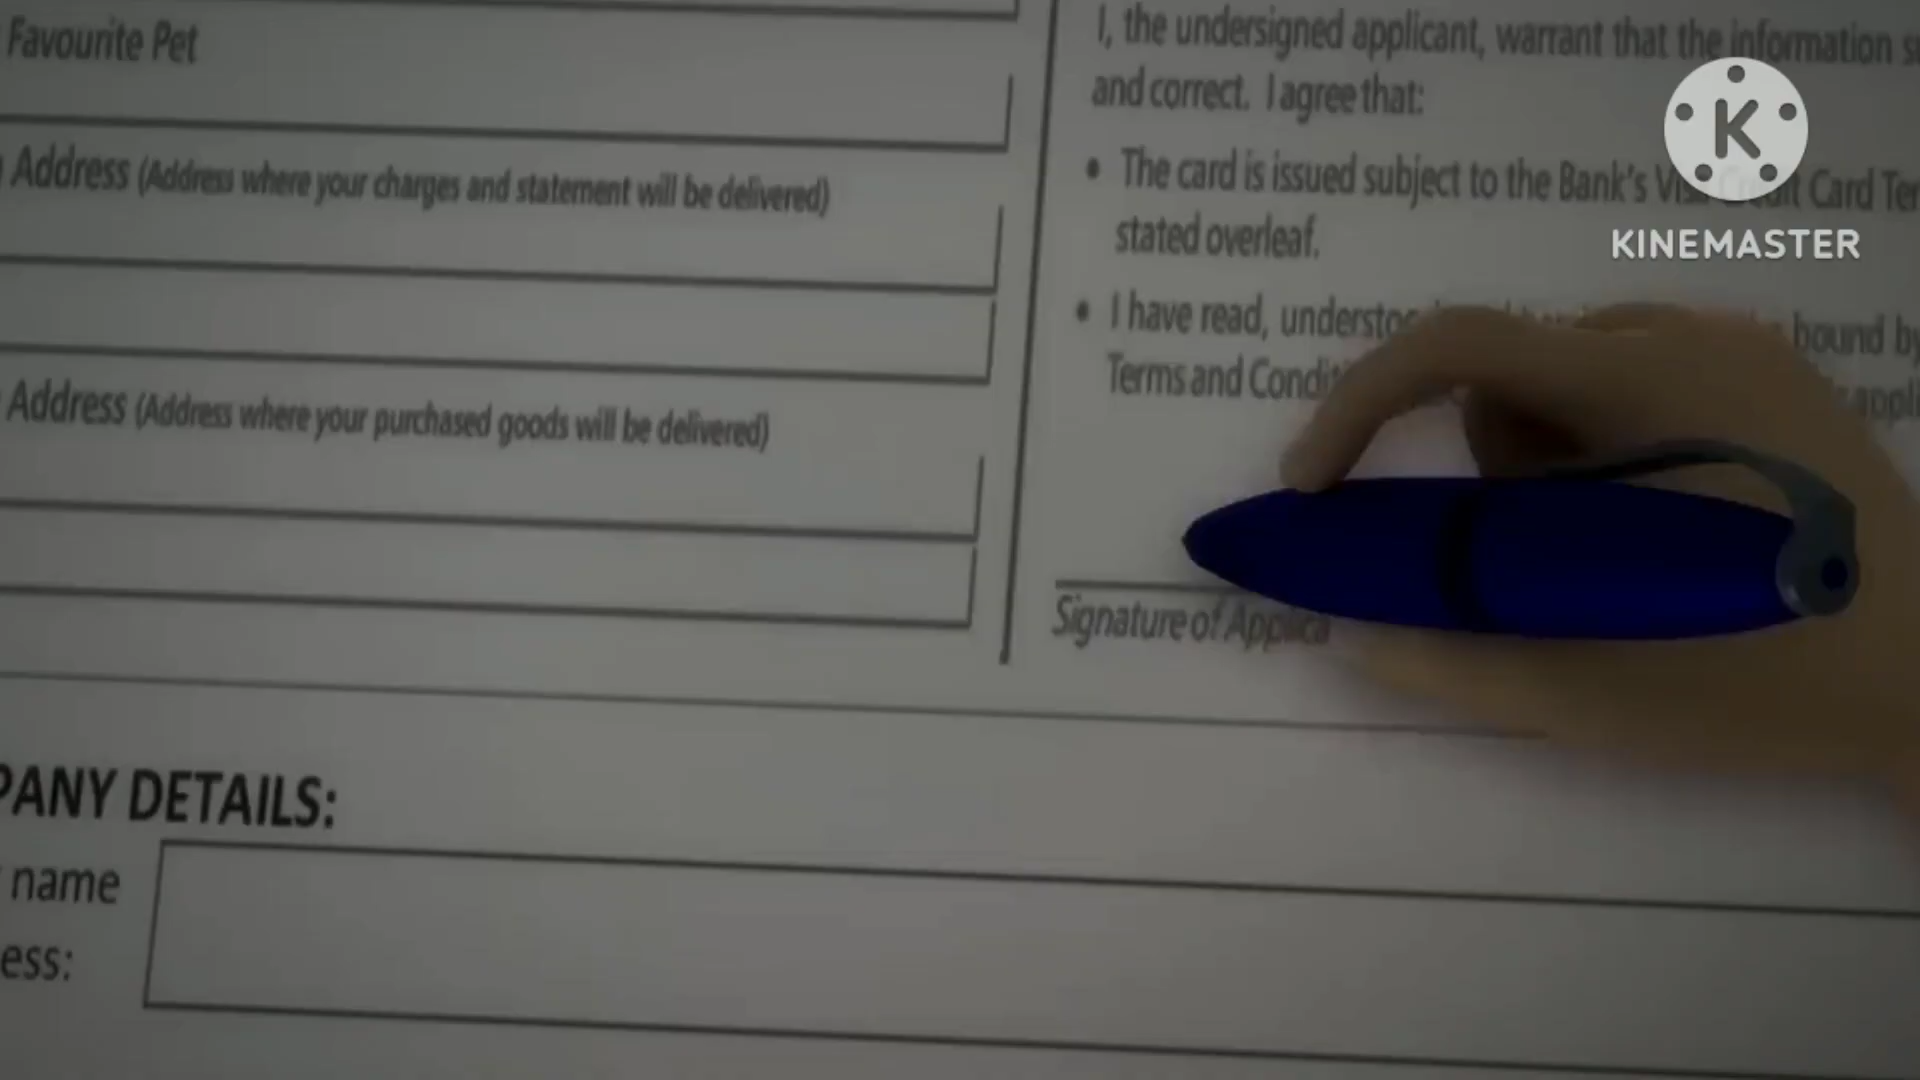 Favourite Pet
Address (Address where your charges and statement will be delivered)
Address (Address where your purchased goods will be delivered)
I, the undersigned applicant, warrant that the information
and correct. I agree that:
• The card is issued subject to the Bank's Card
stated overleaf.
• I have read, bound by
Terms and
Signature of
DETAILS:
name
K
KINEMASTER